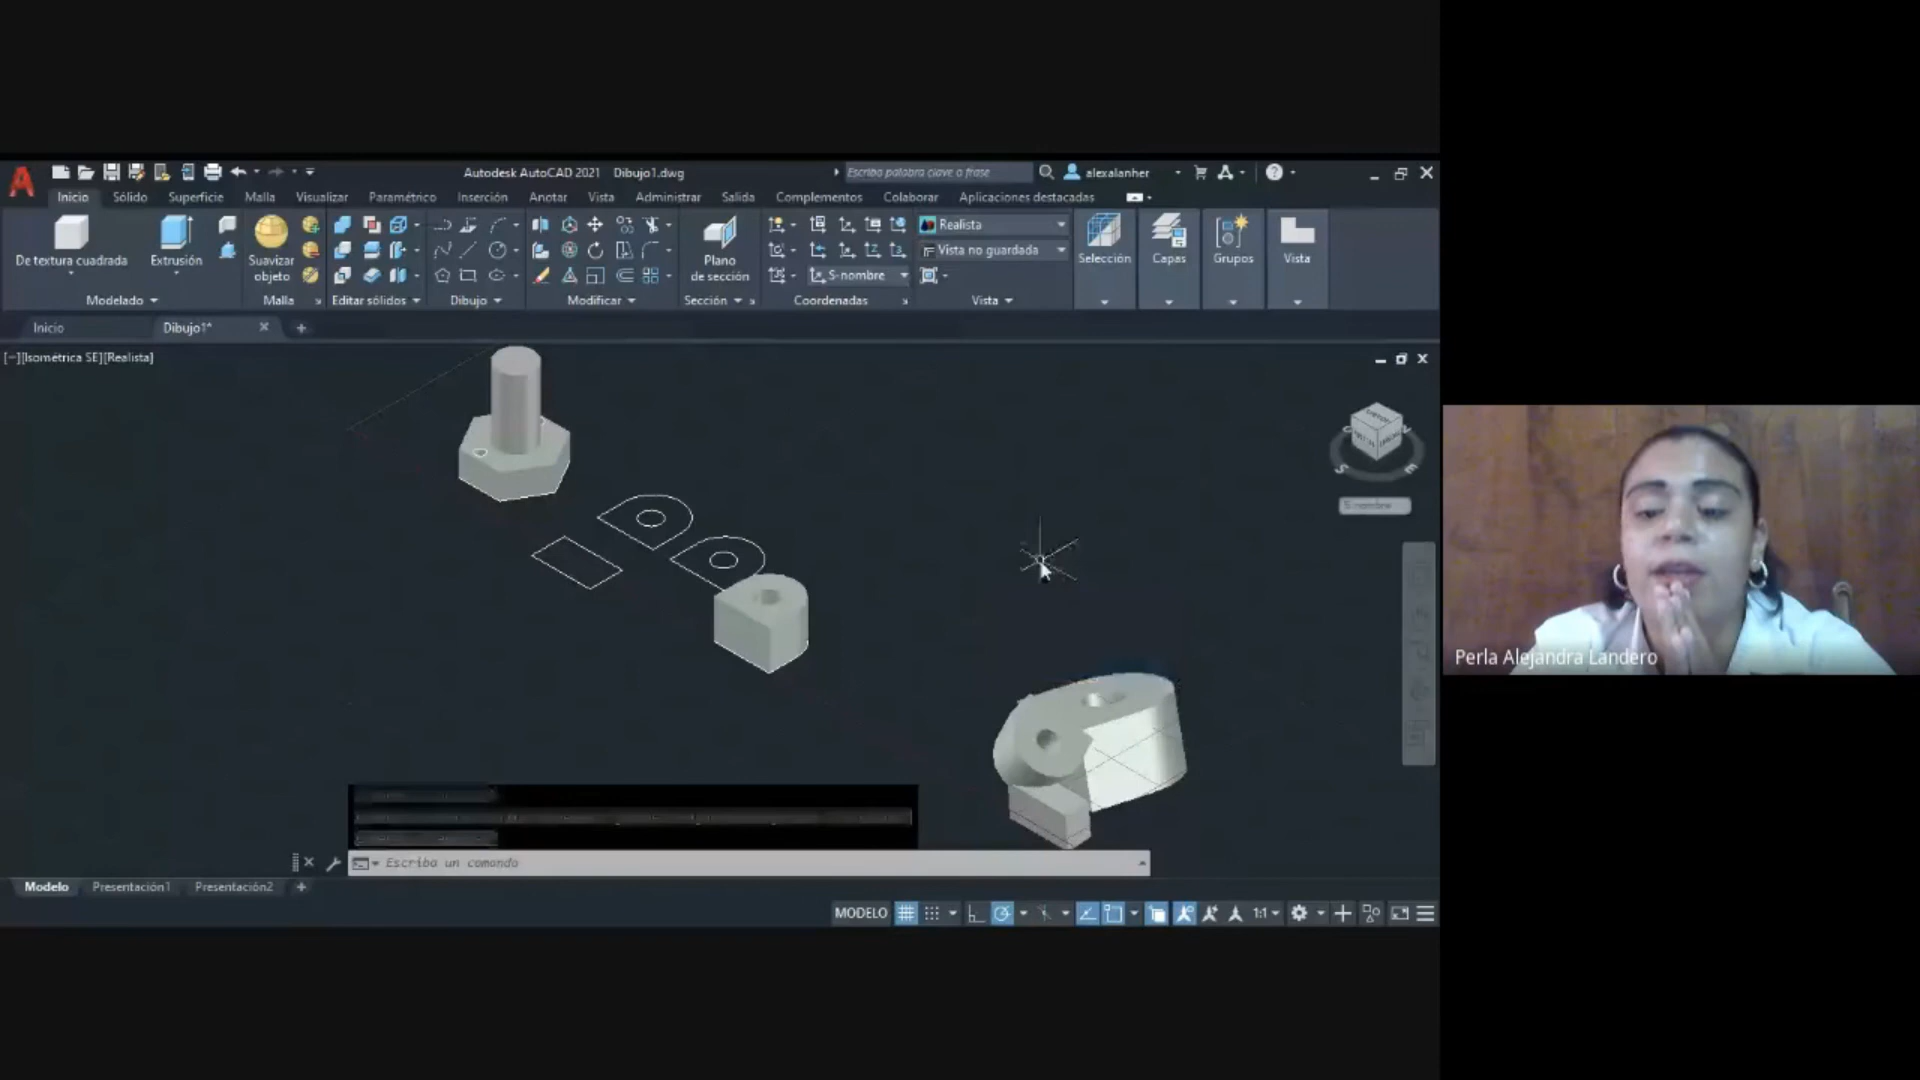 Autodesk AutoCAD 2021 Dibujo1.dwg
Escriba palabra clave o frase
alexalanher
Inicio Sólido Superficie Malla Visualizar Paramétrico Inserción Anotar Vista Administrar Salida Complementos Colaborar Aplicaciones destacadas
De textura cuadrada
Extrusión
Suavizar
objeto
Plano
de sección
S-nombre
Realista
Vista no guardada
Selección
Capas
Grupos
Vista
Modelado
Malla
Editar sólidos
Dibujo
Modificar
Sección
Coordenadas
Vista
Inicio
Dibujo1*
[−][Isométrica SE][Realista]
S
E
S-nombre
Escriba un comando
Modelo Presentación1 Presentación2
MODELO
1:1
Perla Alejandra Landero